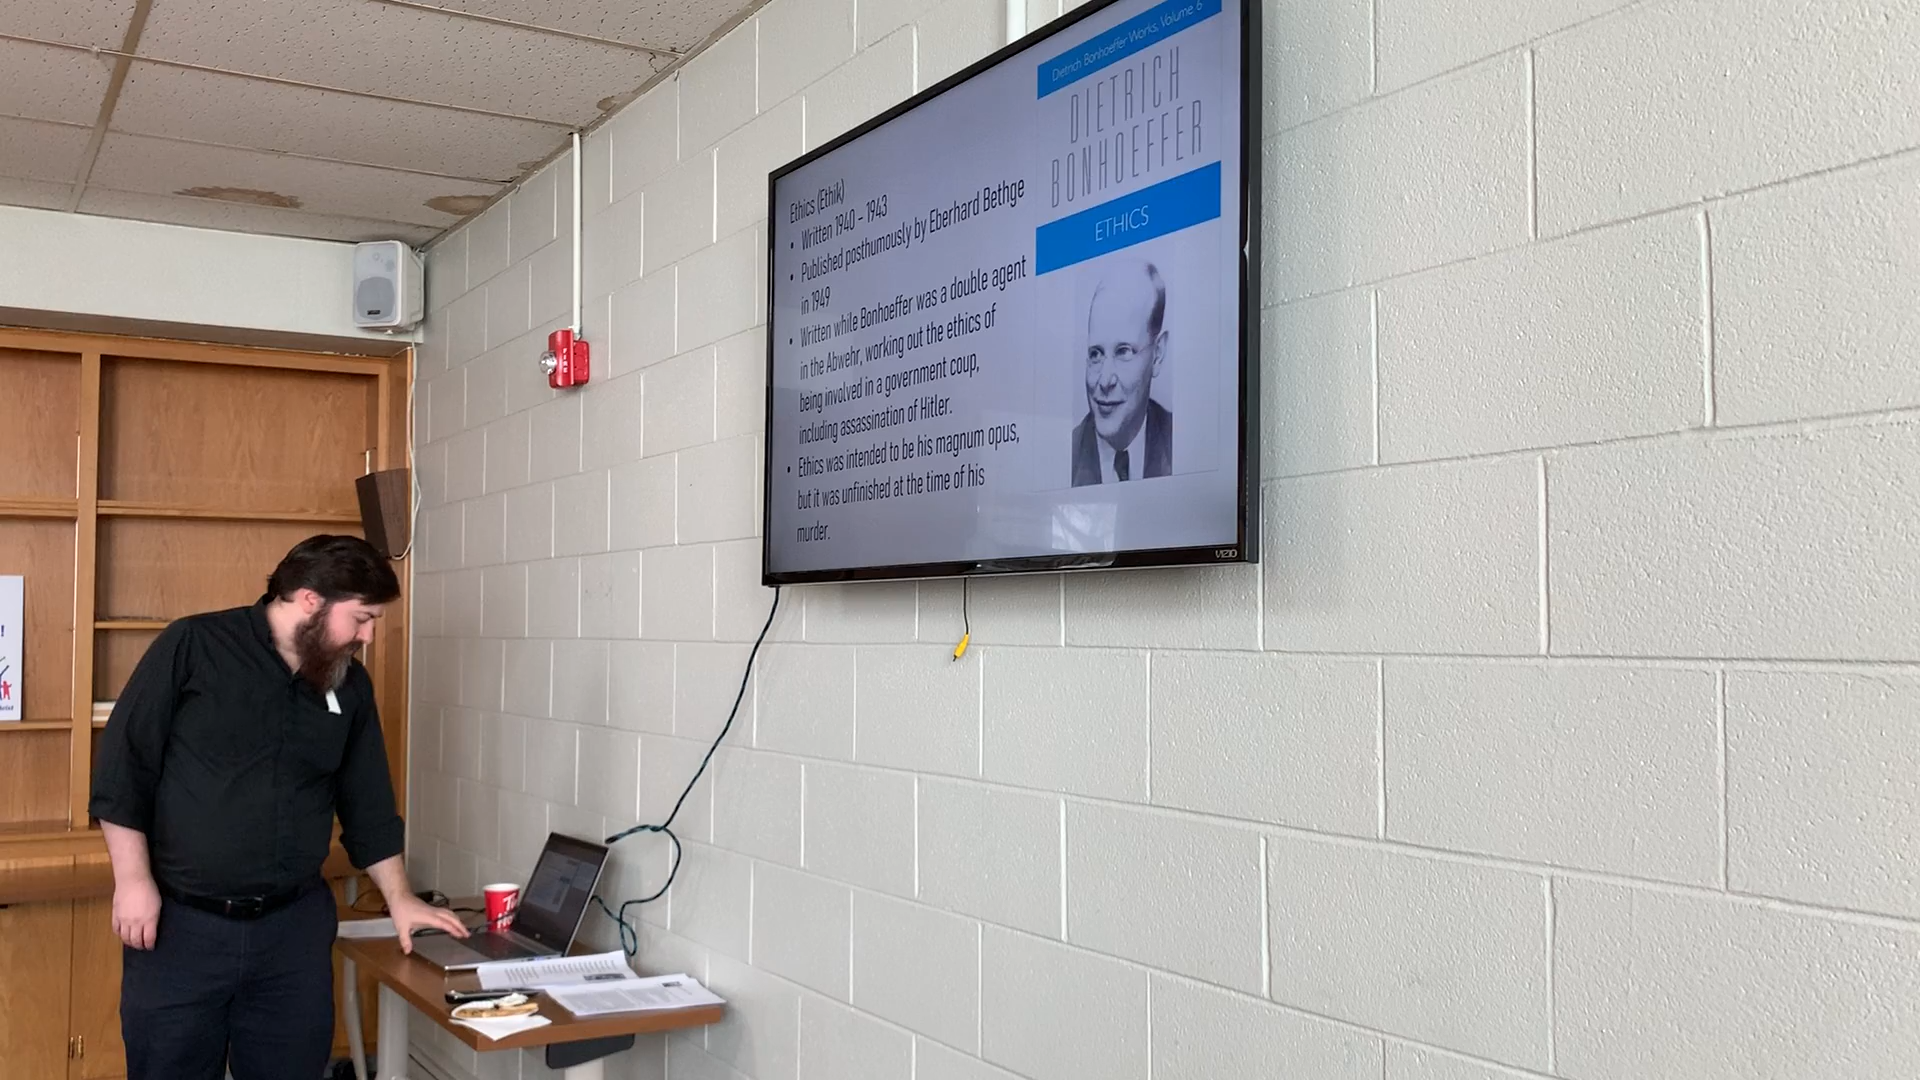 Ethics (Ethik)
• Written 1940 – 1943
• Published posthumously by Eberhard Bethge
in 1949
• Written while Bonhoeffer was a double agent
in the Abwehr, working out the ethics of
being involved in a government coup,
including assassination of Hitler.
• Ethics was intended to be his magnum opus,
but it was unfinished at the time of his
murder.
Dietrich Bonhoeffer Works, Volume 6
DIETRICH
BONHOEFFER
ETHICS
VIZIO
FIRE